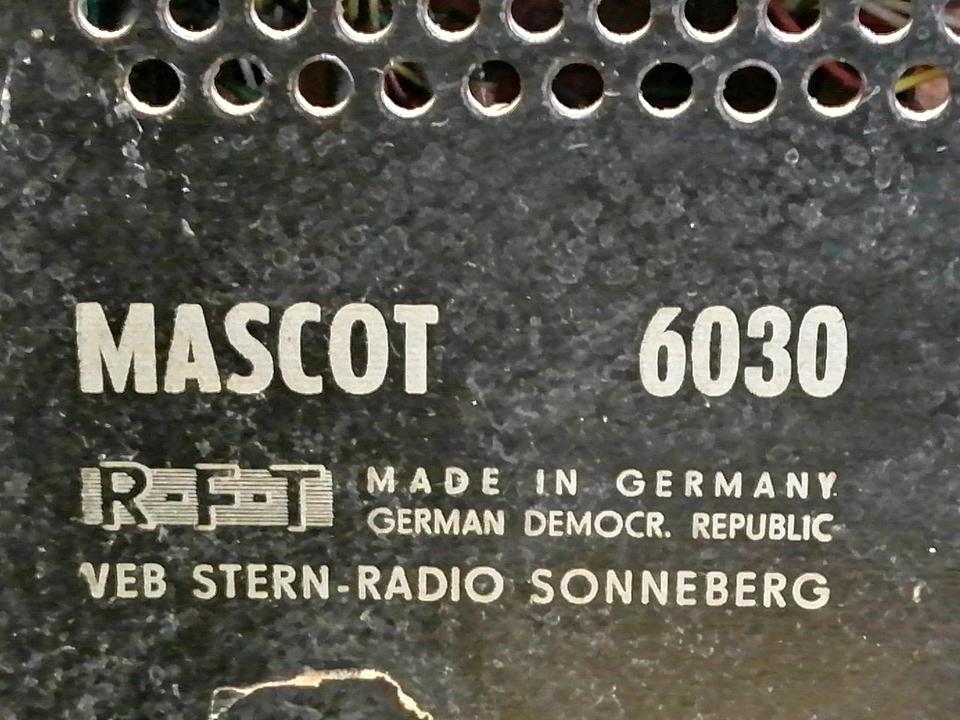 MASCOT 6030
R-F-T MADE IN GERMANY
GERMAN DEMOCR. REPUBLIC
VEB STERN-RADIO SONNEBERG